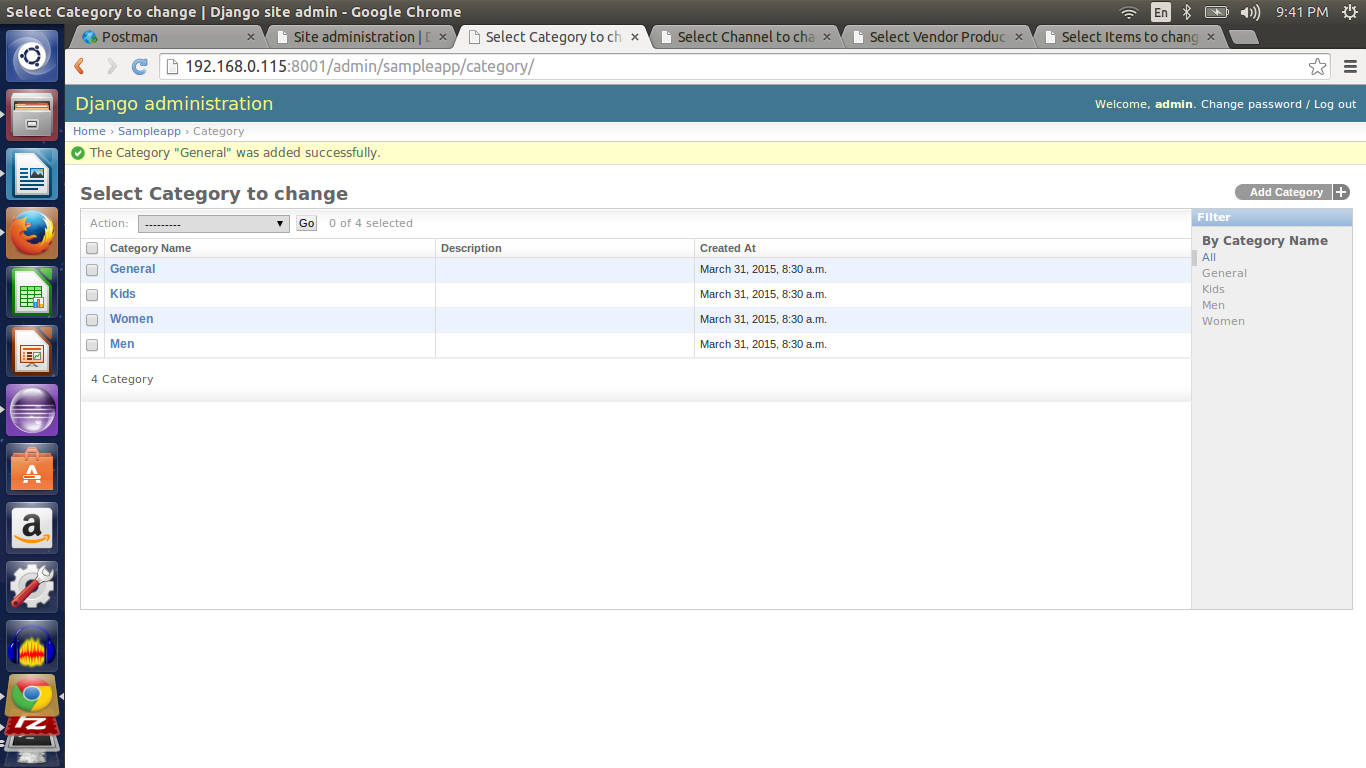 Select Category to change | Django site admin - Google Chrome
En
9:41 PM
Postman
Site administration | D
Select Category to ch
Select Channel to cha
Select Vendor Produc
Select Items to chang
192.168.0.115:8001/admin/sampleapp/category/
Django administration
Welcome, admin. Change password / Log out
Home › Sampleapp › Category
The Category "General" was added successfully.
Select Category to change
Add Category
Action:
---------
Go
0 of 4 selected
Filter
Category Name
Description
Created At
By Category Name
All
General
Kids
Men
Women
General
March 31, 2015, 8:30 a.m.
Kids
March 31, 2015, 8:30 a.m.
Women
March 31, 2015, 8:30 a.m.
Men
March 31, 2015, 8:30 a.m.
4 Category